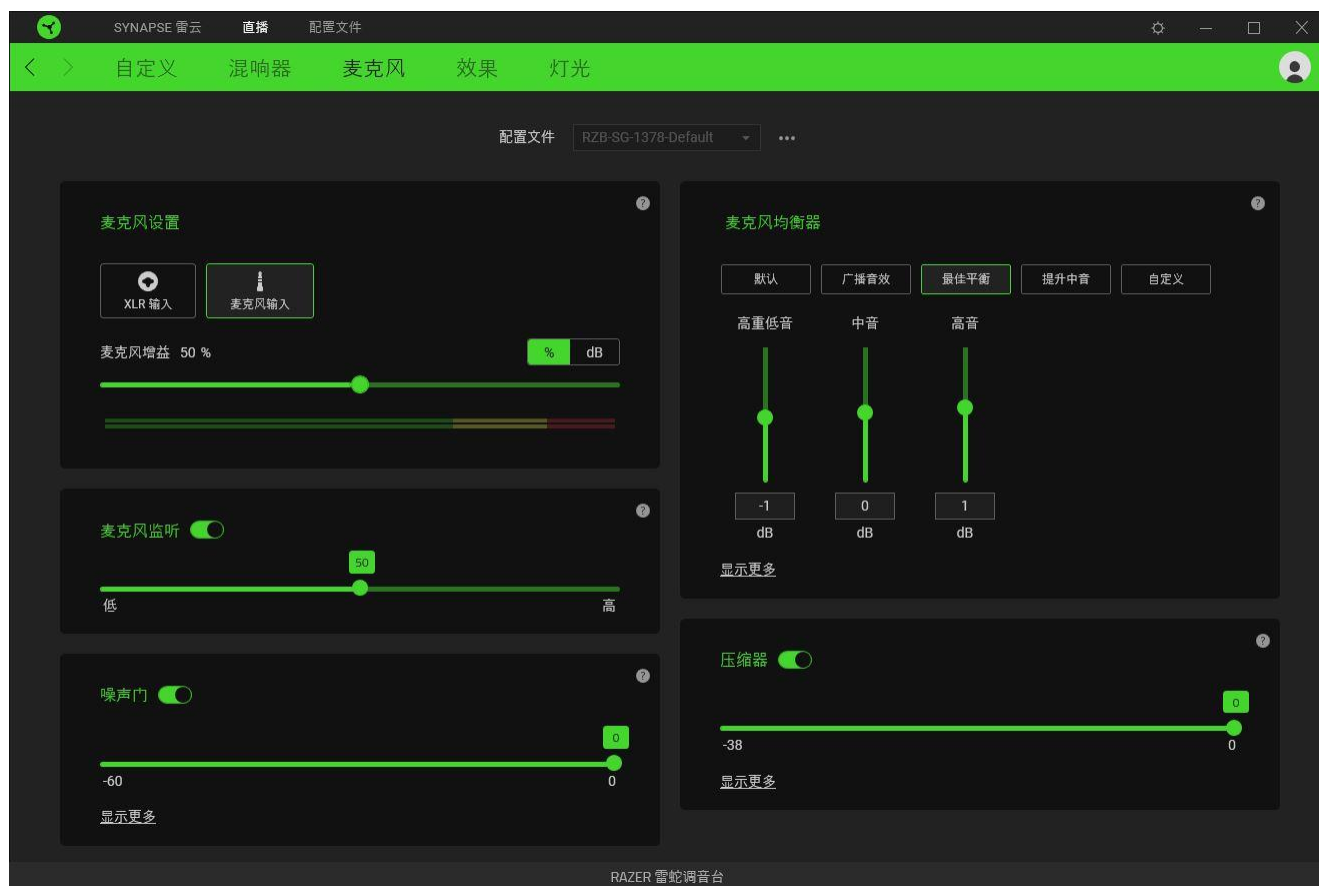 SYNAPSE 雷云 直播 配置文件
自定义 混响器 麦克风 效果 灯光
配置文件 RZB-SG-1378-Default
麦克风设置
XLR 输入 麦克风输入
麦克风增益 50 % % dB
麦克风监听
50
低 高
噪声门
0
-60 0
显示更多
麦克风均衡器
默认 广播音效 最佳平衡 提升中音 自定义
高重低音 中音 高音
-1 0 1
dB dB dB
显示更多
压缩器
0
-38 0
显示更多
RAZER 雷蛇调音台